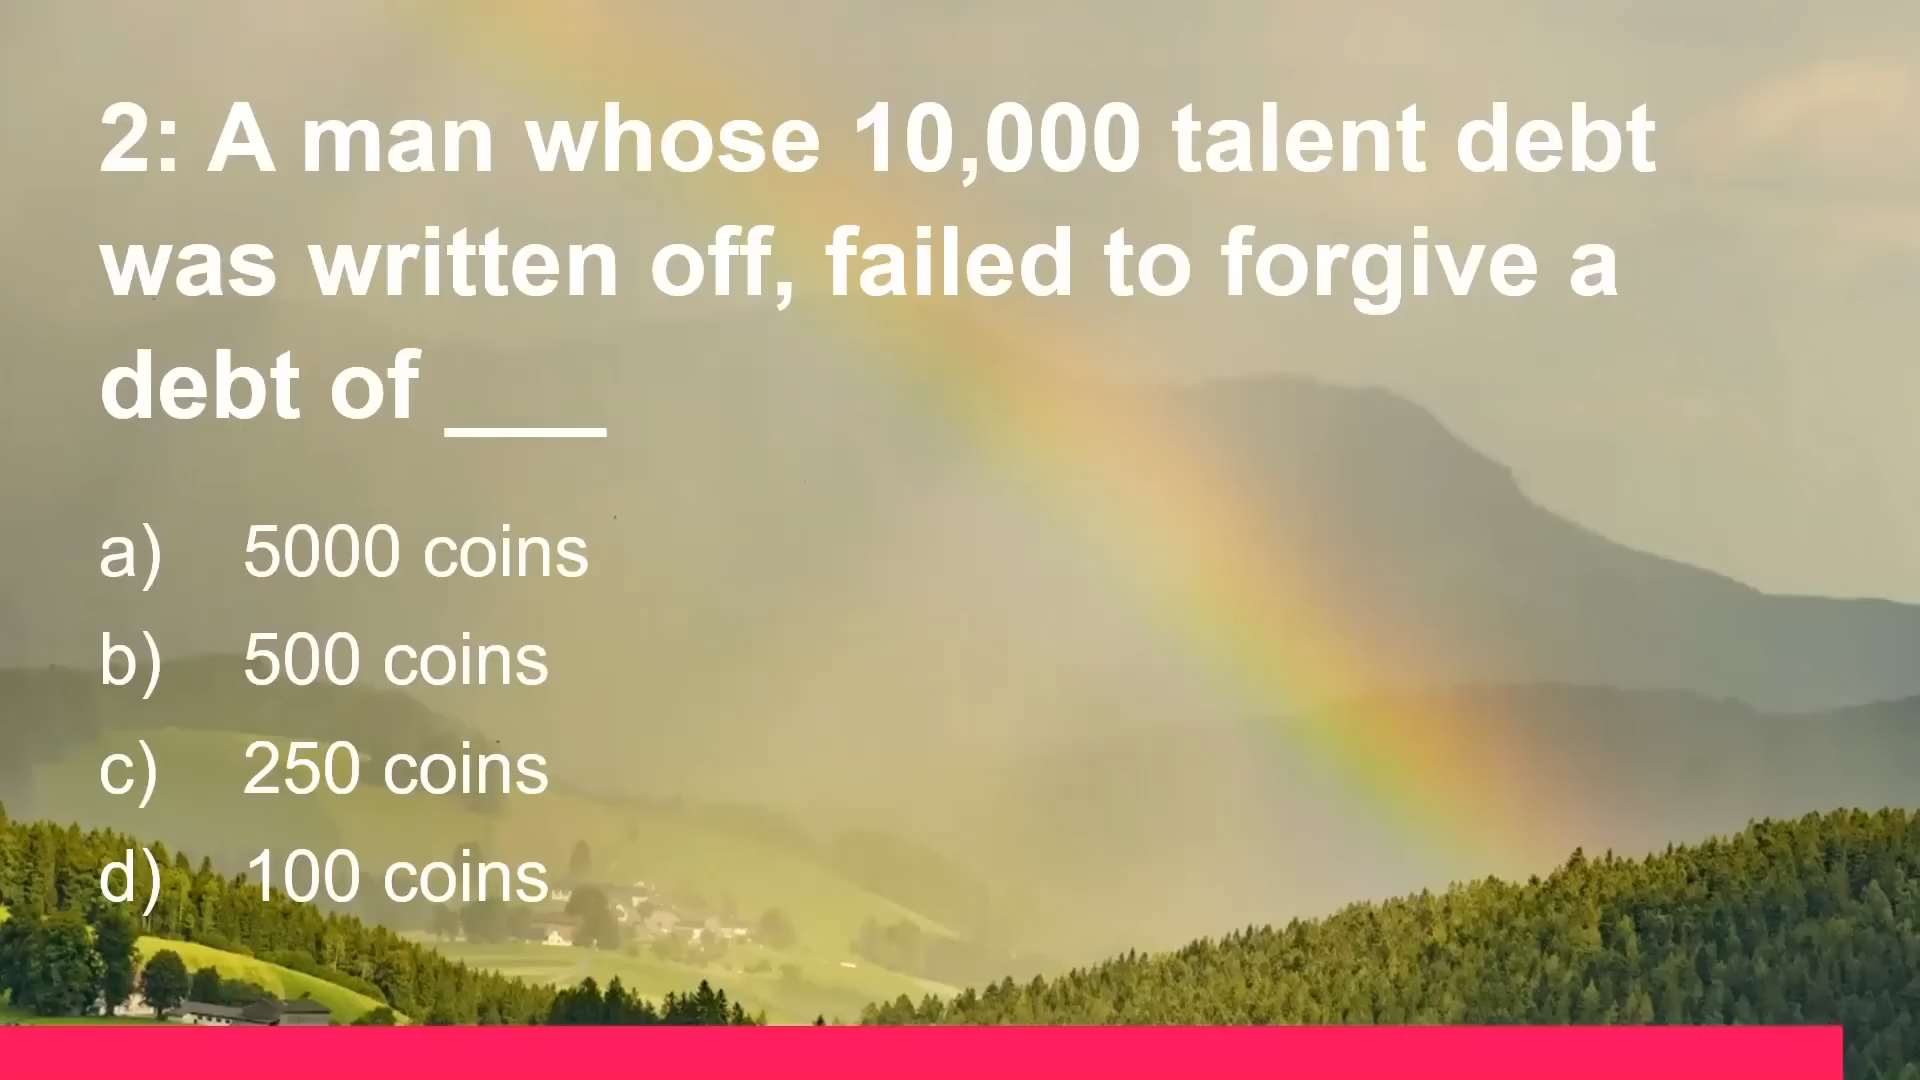 2: A man whose 10,000 talent debt
was written off, failed to forgive a
debt of ____
a) 5000 coins
b) 500 coins
c) 250 coins
d) 100 coins